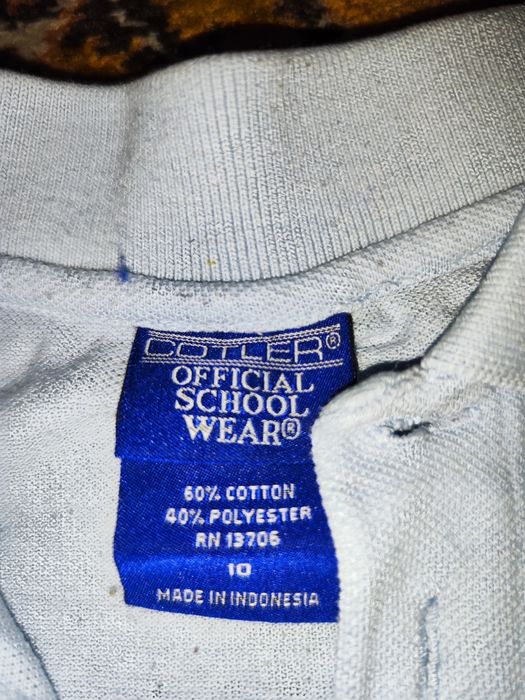 COTLER®
OFFICIAL
SCHOOL
WEAR®
60% COTTON
40% POLYESTER
RN 13706
10
MADE IN INDONESIA